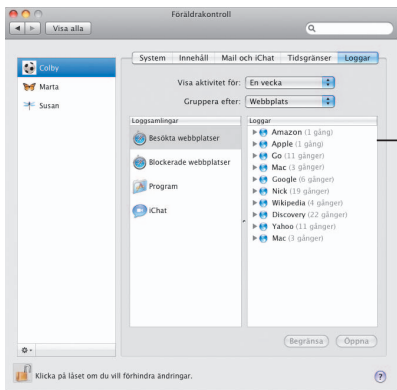 Föräldrakontroll
Visa alla
System Innehåll Mail och iChat Tidsgränser Loggar
Colby
Marta
Susan
Visa aktivitet för: En vecka
Gruppera efter: Webbplats
Loggsamlingar
Besökta webbplatser
Blockerade webbplatser
Program
iChat
Loggar
Amazon (1 gång)
Apple (1 gång)
Go (11 gånger)
Mac (3 gånger)
Google (6 gånger)
Nick (19 gånger)
Wikipedia (4 gånger)
Discovery (22 gånger)
Yahoo (11 gånger)
Mac (3 gånger)
Begränsa Öppna
Klicka på låset om du vill förhindra ändringar.
?